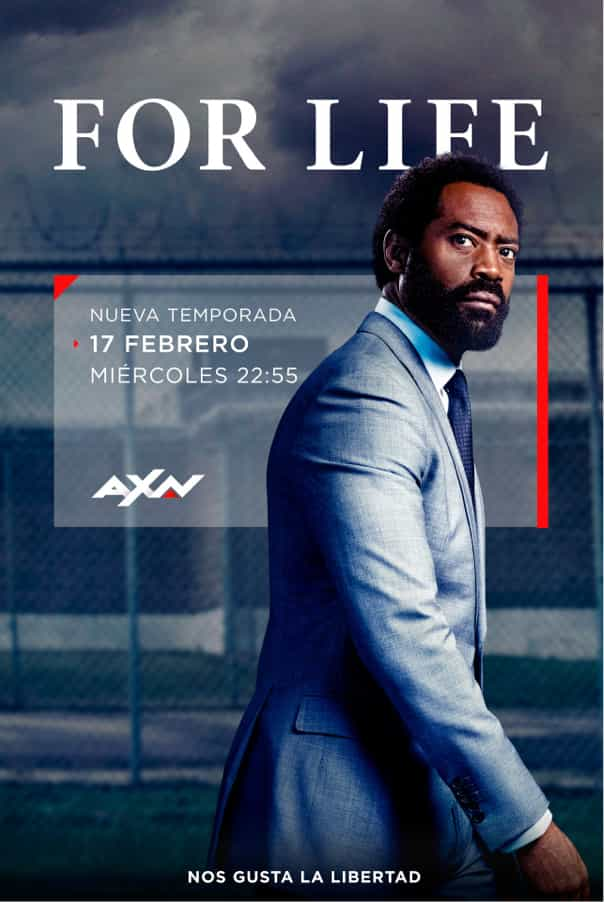 FOR LIFE
NUEVA TEMPORADA
17 FEBRERO
MIÉRCOLES 22:55
AXN
NOS GUSTA LA LIBERTAD